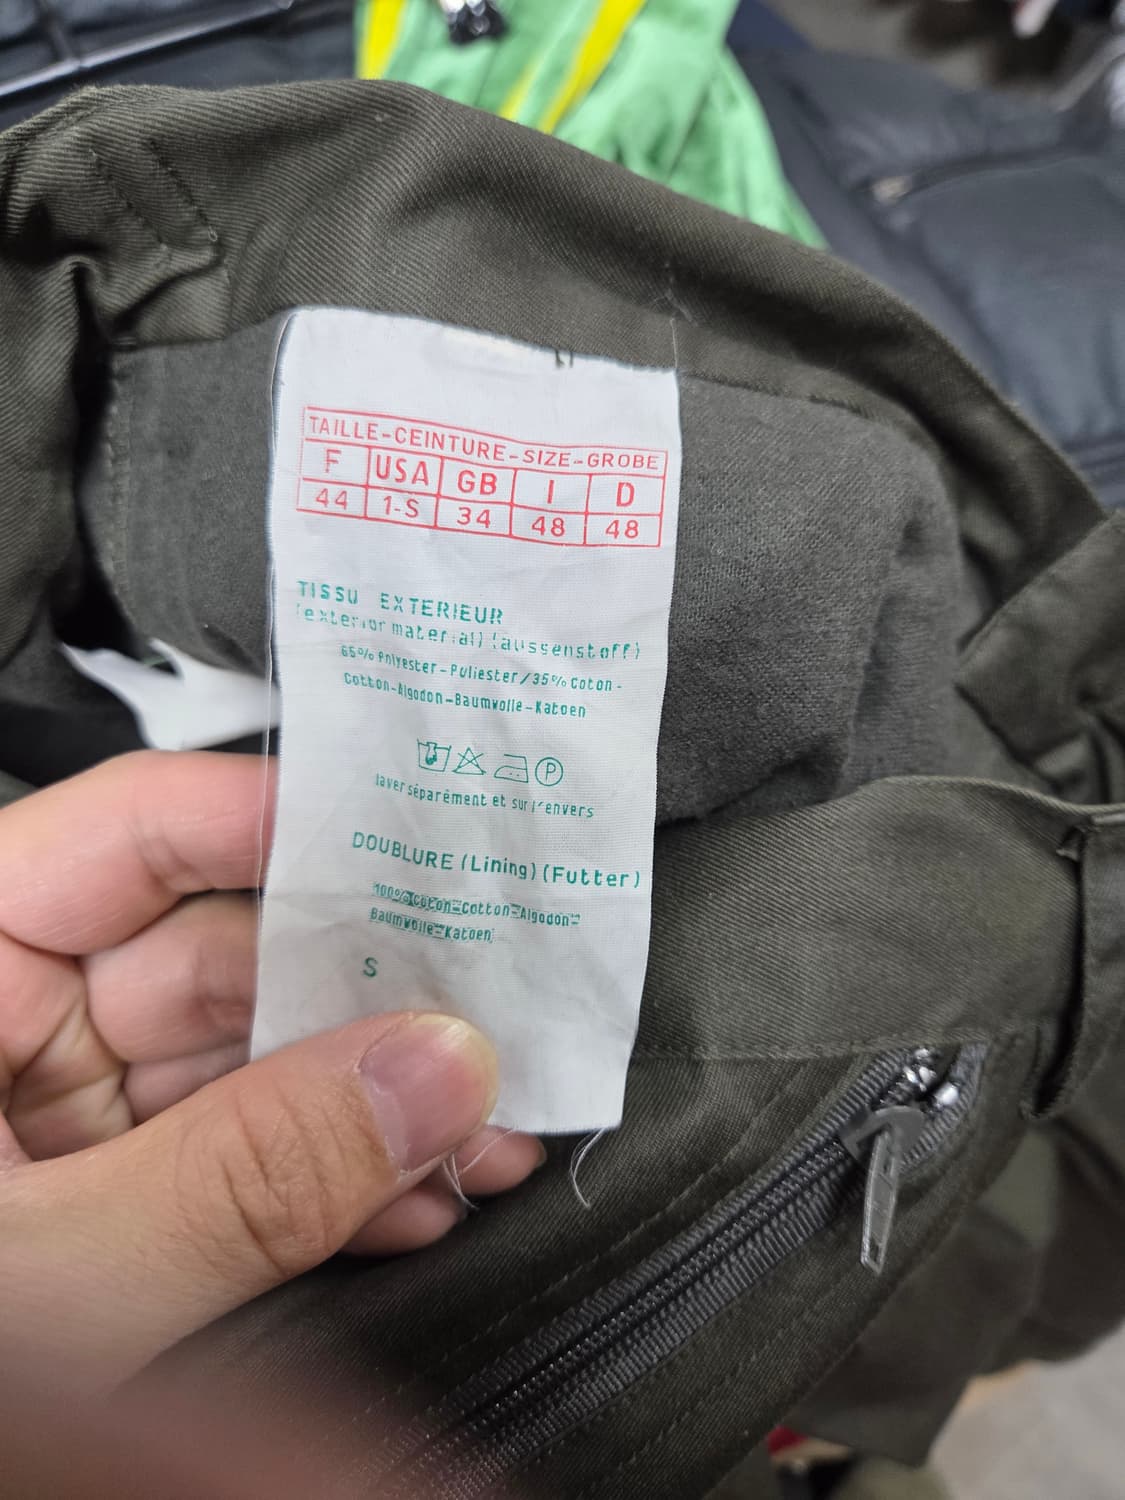 TAILLE-CEINTURE-SIZE-GROBE
F USA GB I D
44 1-S 34 48 48
TISSU EXTERIEUR
(exterior material) (aussenstoff)
65% Polyester-Poliester/35% Coton-
Cotton-Algodon-Baumwolle-Katoen
P
laver séparément et sur l'envers
DOUBLURE (Lining) (Futter)
100% Coton=Cotton=Algodon=
Baumwolle=Katoen
S